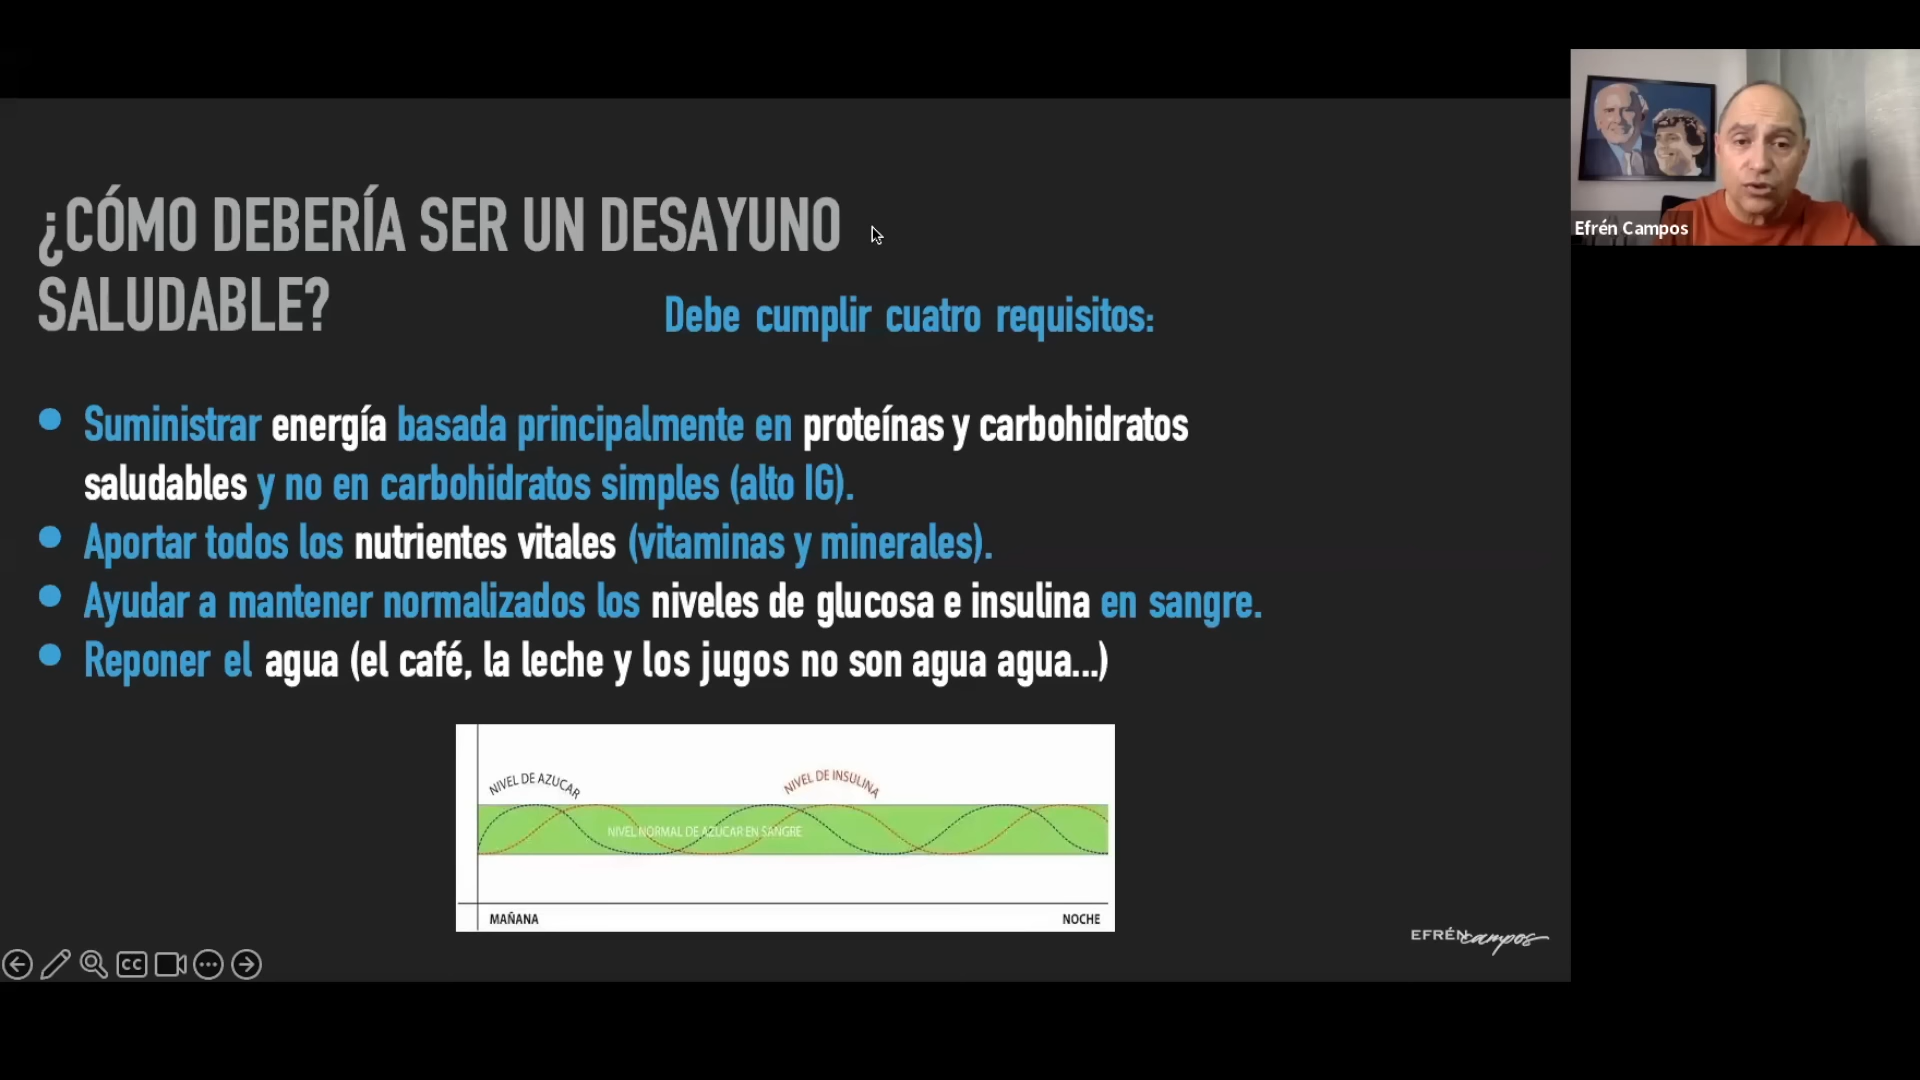 ¿CÓMO DEBERÍA SER UN DESAYUNO
SALUDABLE?
Debe cumplir cuatro requisitos:
Suministrar energía basada principalmente en proteínas y carbohidratos
saludables y no en carbohidratos simples (alto IG).
Aportar todos los nutrientes vitales (vitaminas y minerales).
Ayudar a mantener normalizados los niveles de glucosa e insulina en sangre.
Reponer el agua (el café, la leche y los jugos no son agua agua...)
NIVEL DE AZUCAR
NIVEL DE INSULINA
NIVEL NORMAL DE AZUCAR EN SANGRE
MAÑANA
NOCHE
EFRÉN campos
CC
Efrén Campos